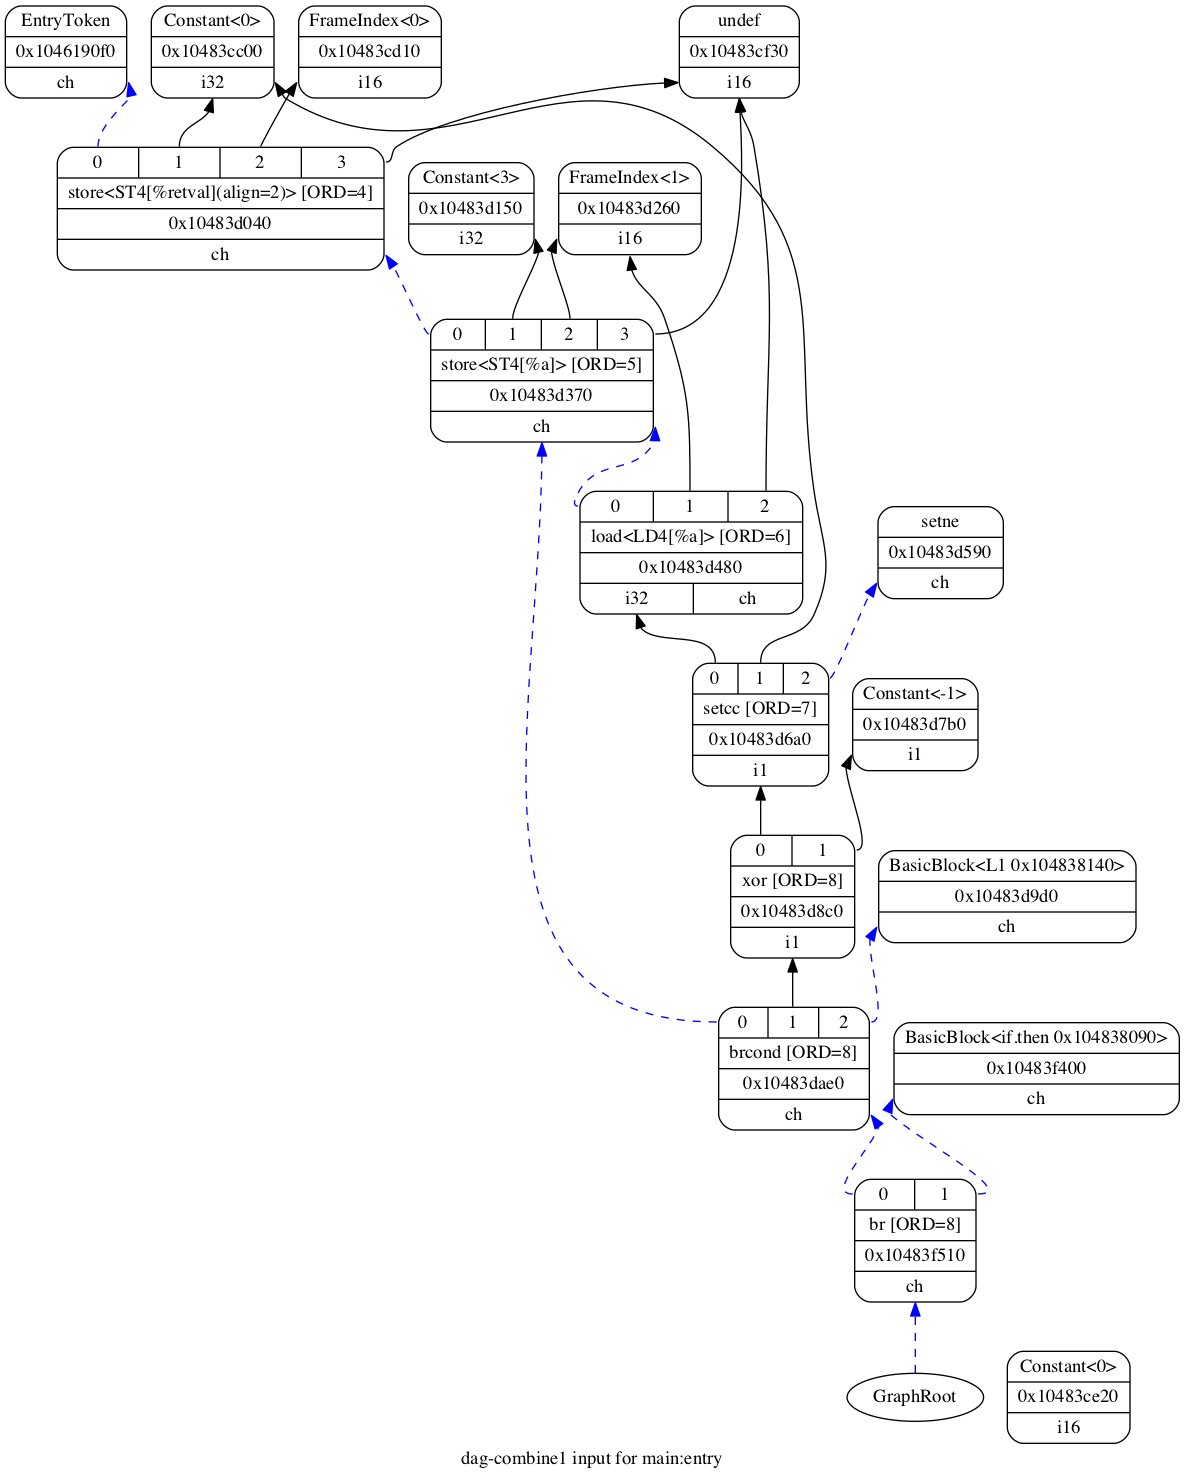 EntryToken
0x1046190f0
ch
Constant<0>
0x10483cc00
i32
FrameIndex<0>
0x10483cd10
i16
undef
0x10483cf30
i16
0 1 2 3
store<ST4[%retval](align=2)> [ORD=4]
0x10483d040
ch
Constant<3>
0x10483d150
i32
FrameIndex<1>
0x10483d260
i16
0 1 2 3
store<ST4[%a]> [ORD=5]
0x10483d370
ch
0 1 2
load<LD4[%a]> [ORD=6]
0x10483d480
i32 ch
setne
0x10483d590
ch
0 1 2
setcc [ORD=7]
0x10483d6a0
i1
Constant<-1>
0x10483d7b0
i1
0 1
xor [ORD=8]
0x10483d8c0
i1
BasicBlock<L1 0x104838140>
0x10483d9d0
ch
0 1 2
brcond [ORD=8]
0x10483dae0
ch
BasicBlock<if.then 0x104838090>
0x10483f400
ch
0 1
br [ORD=8]
0x10483f510
ch
GraphRoot
Constant<0>
0x10483ce20
i16
dag-combine1 input for main:entry